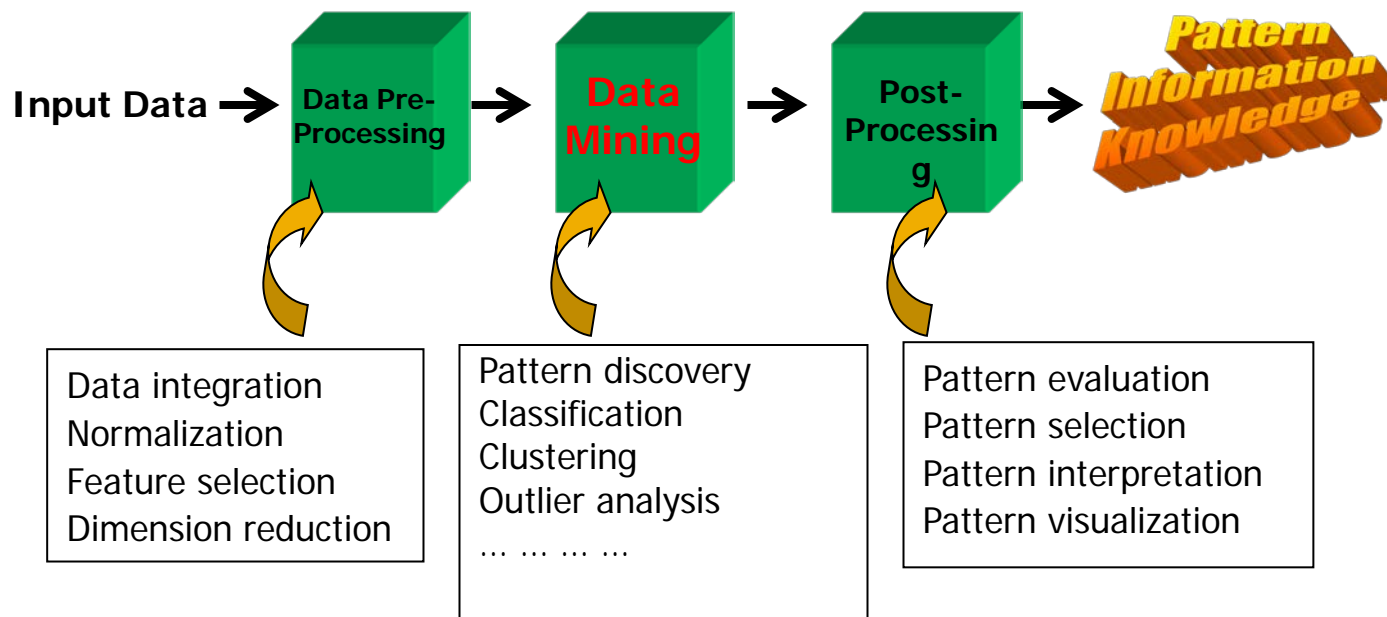 Input Data
Data Pre-
Processing
Data
Mining
Post-
Processin
g
Pattern
Information
Knowledge
Data integration
Normalization
Feature selection
Dimension reduction
Pattern discovery
Classification
Clustering
Outlier analysis
… … … …
Pattern evaluation
Pattern selection
Pattern interpretation
Pattern visualization